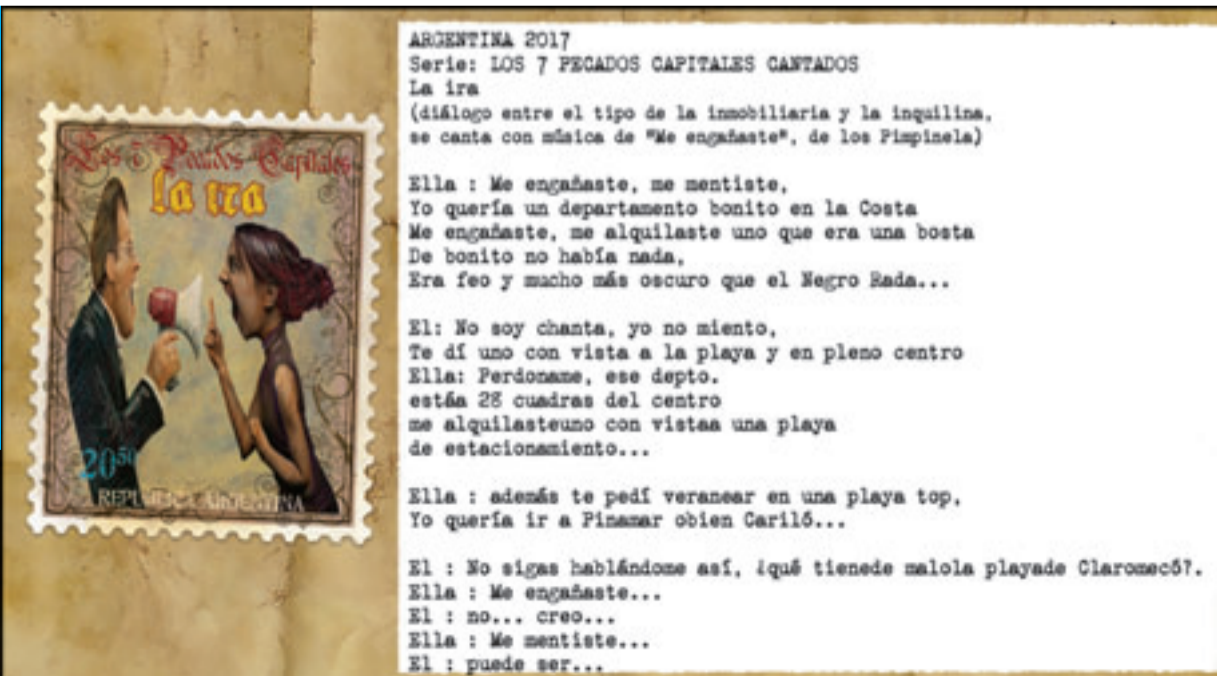 Los 7 Pecados Capitales
la ira
20⁵⁰
REPUBLICA ARGENTINA
ARGENTINA 2017
Serie: LOS 7 PECADOS CAPITALES CANTADOS
La ira
(diálogo entre el tipo de la inmobiliaria y la inquilina,
se canta con música de "Me engañaste", de los Pimpinela)
Ella : Me engañaste, me mentiste,
Yo quería un departamento bonito en la Costa
Me engañaste, me alquilaste uno que era una bosta
De bonito no había nada,
Era feo y mucho más oscuro que el Negro Rada...
El: No soy chanta, yo no miento,
Te dí uno con vista a la playa y en pleno centro
Ella: Perdoname, ese depto.
estáa 28 cuadras del centro
me alquilasteuno con vistaa una playa
de estacionamiento...
Ella : además te pedí veranear en una playa top,
Yo quería ir a Pinamar obien Cariló...
El : No sigas hablándome así, ¿qué tienede malola playade Claromecó?.
Ella : Me engañaste...
El : no... creo...
Ella : Me mentiste...
El : puede ser...